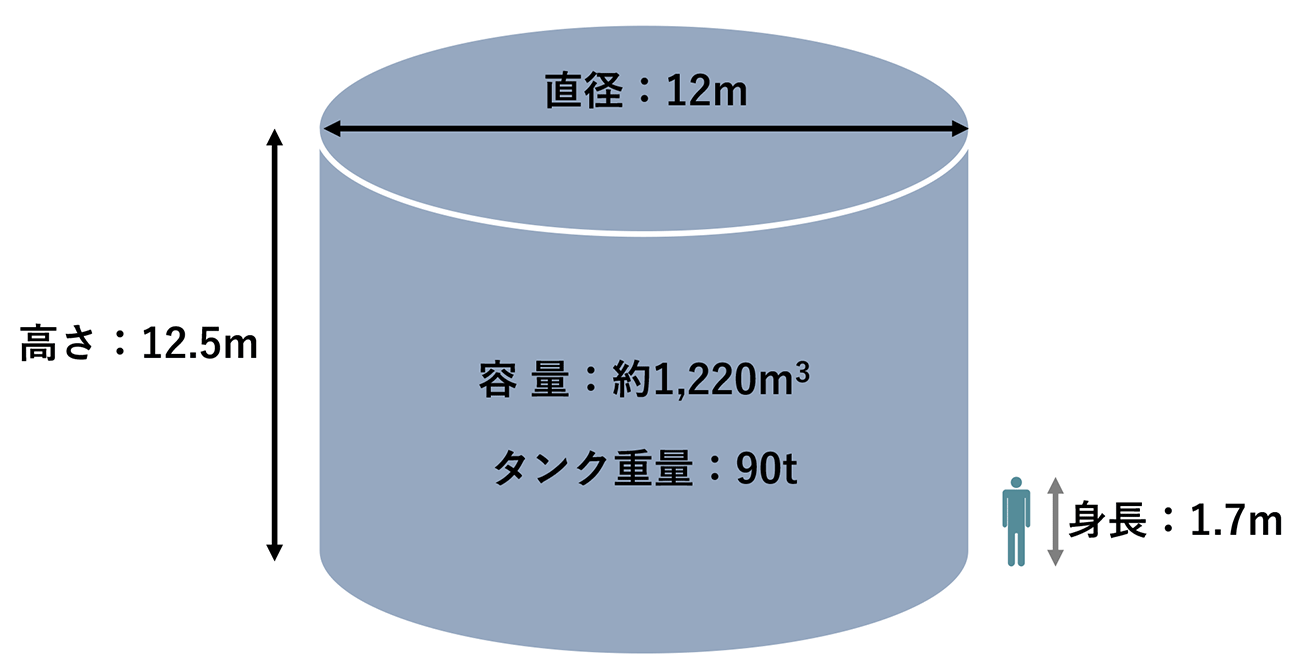 直径：12m
高さ：12.5m
容 量：約1,220m³
タンク重量：90t
身長：1.7m